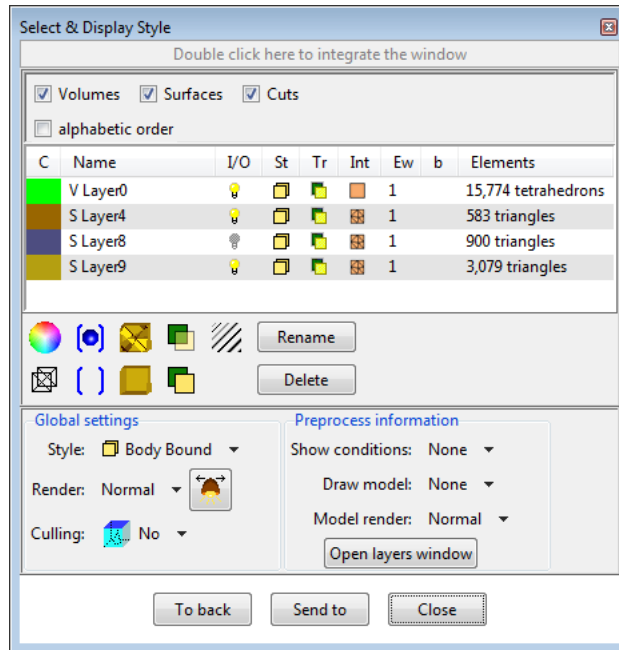 Select & Display Style
Double click here to integrate the window
Volumes Surfaces Cuts
alphabetic order
C Name I/O St Tr Int Ew b Elements
V Layer0 1 15,774 tetrahedrons
S Layer4 1 583 triangles
S Layer8 1 900 triangles
S Layer9 1 3,079 triangles
Rename
Delete
Global settings
Style: Body Bound
Render: Normal
Culling: No
Preprocess information
Show conditions: None
Draw model: None
Model render: Normal
Open layers window
To back Send to Close